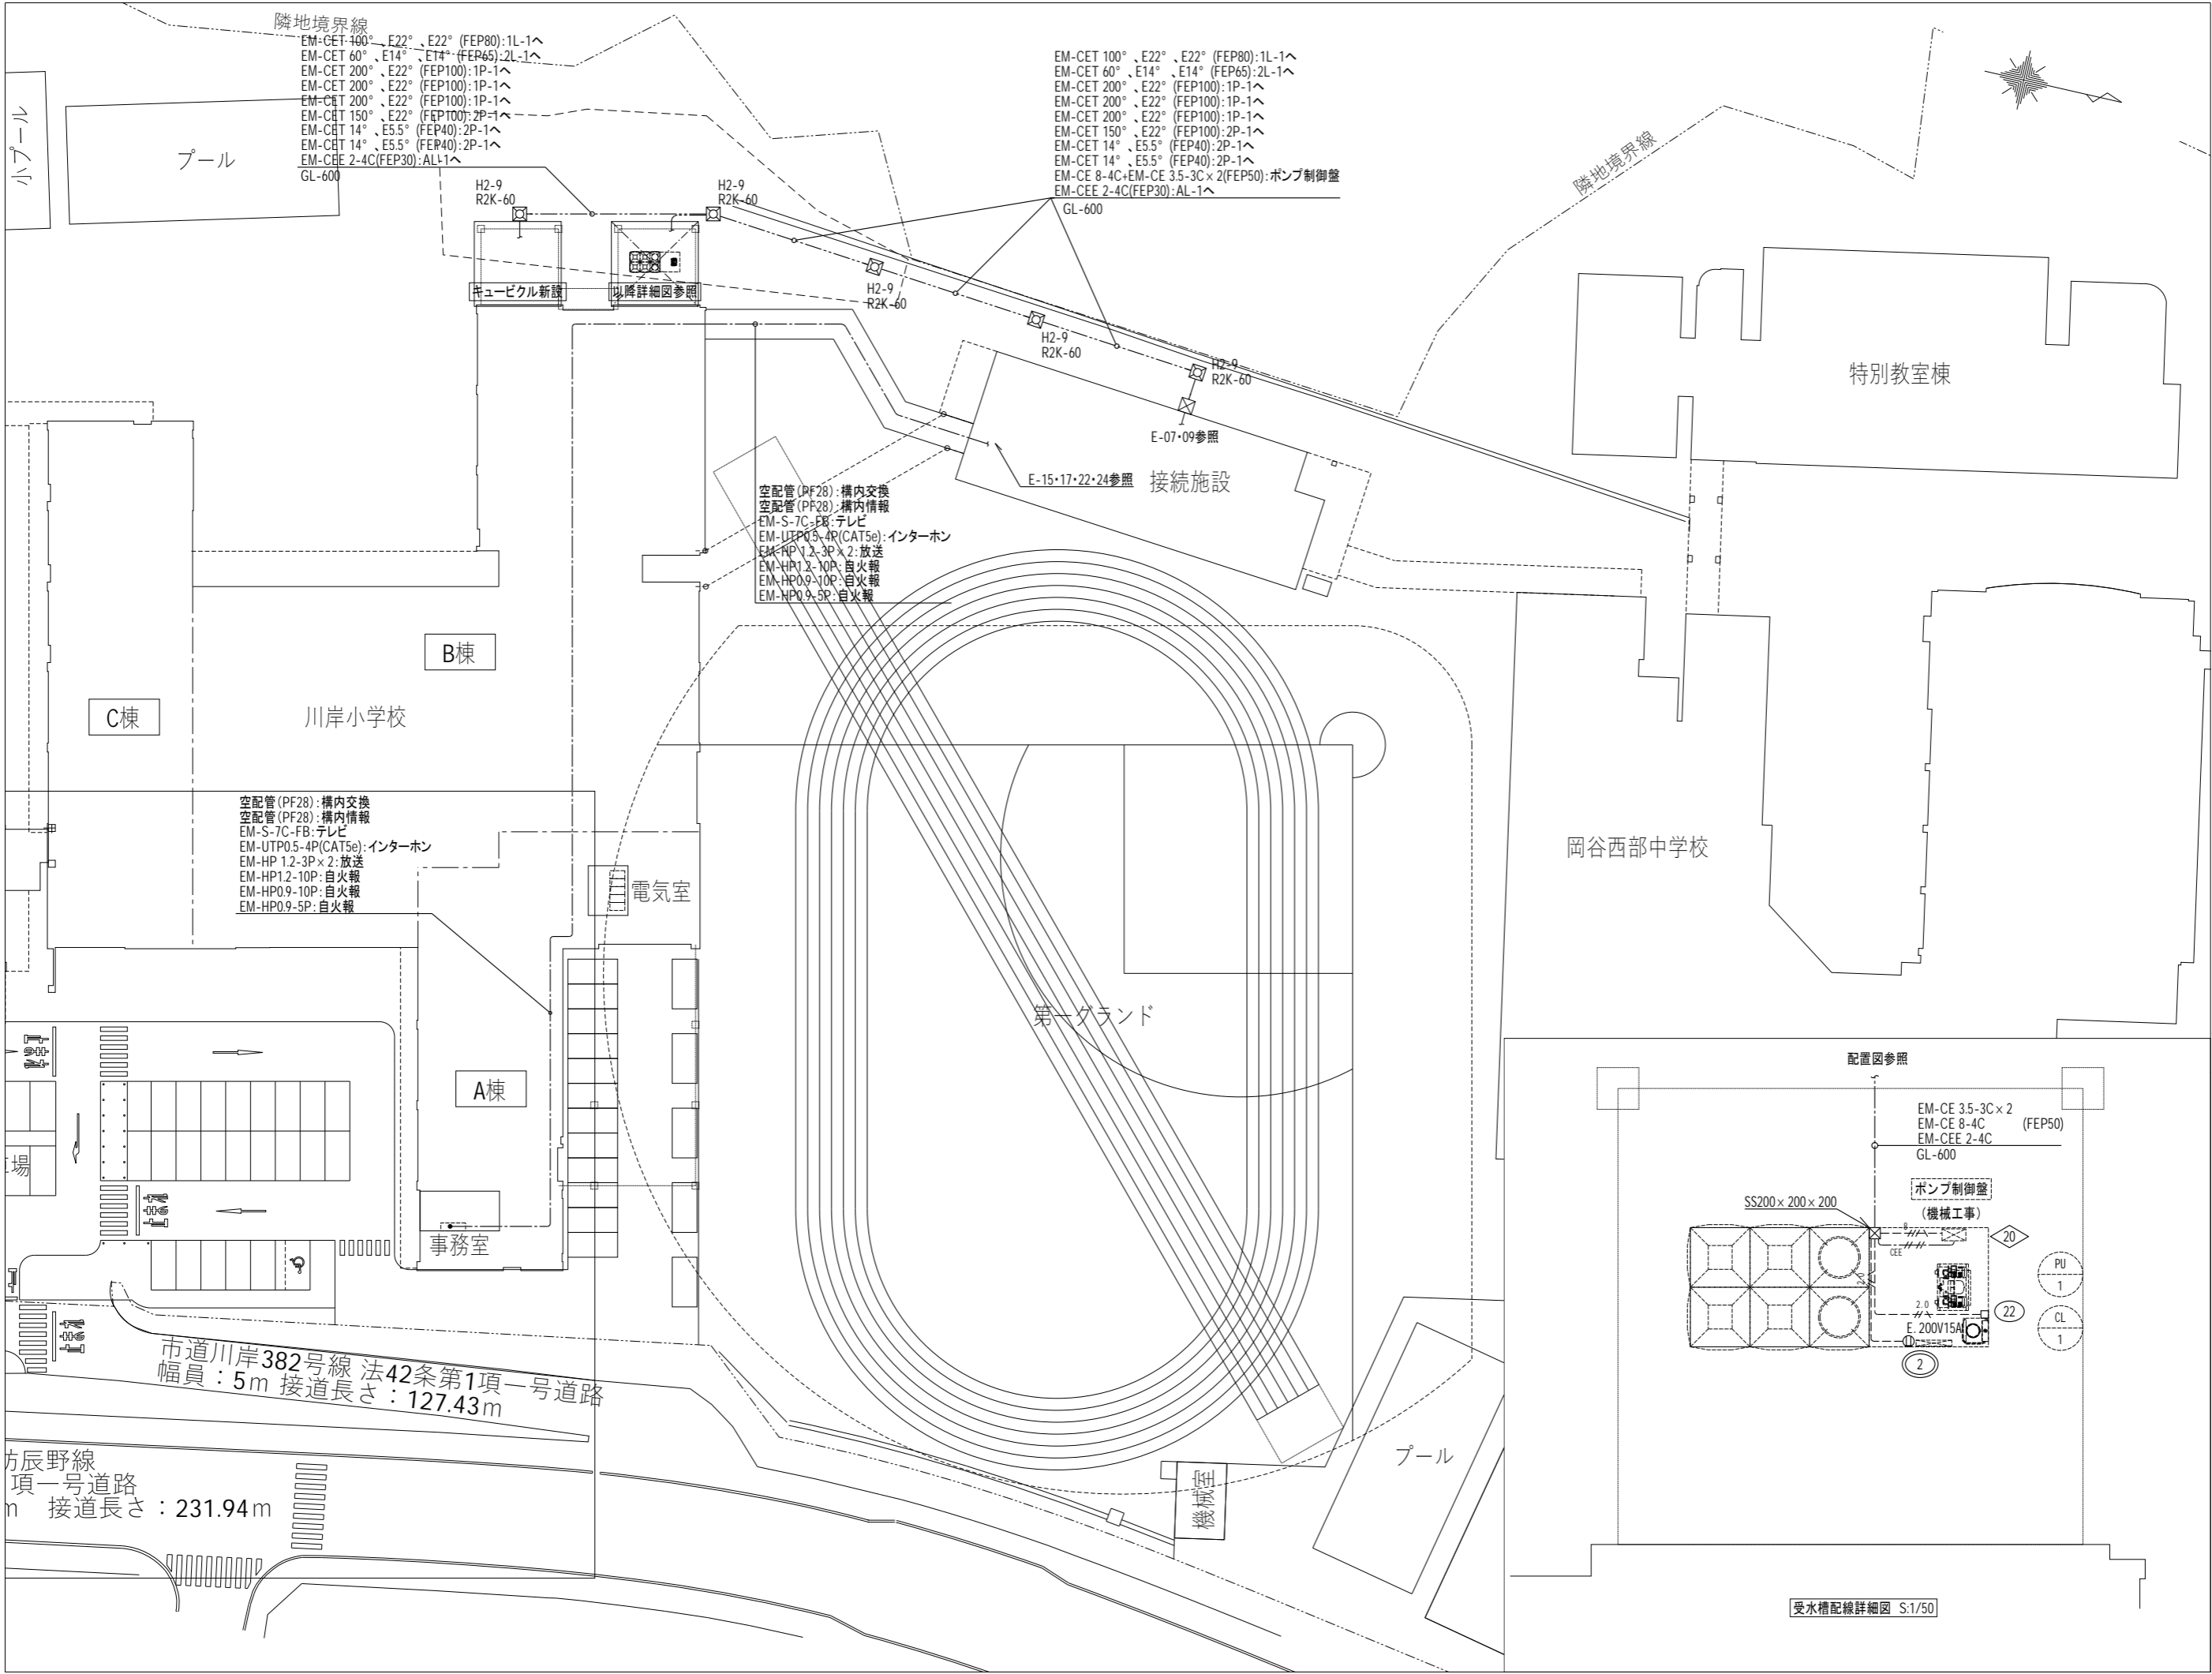 隣地境界線
EM-CET 100°、E22°、E22° (FEP80):1L-1へ
EM-CET 60°、E14°、E14° (FEP65):2L-1へ
EM-CET 200°、E22° (FEP100):1P-1へ
EM-CET 200°、E22° (FEP100):1P-1へ
EM-CET 200°、E22° (FEP100):1P-1へ
EM-CET 150°、E22° (FEP100):2P-1へ
EM-CET 14°、E5.5° (FEP40):2P-1へ
EM-CET 14°、E5.5° (FEP40):2P-1へ
EM-CEE 2-4C(FEP30):AL-1へ
GL-600
EM-CET 100°、E22°、E22° (FEP80):1L-1へ
EM-CET 60°、E14°、E14° (FEP65):2L-1へ
EM-CET 200°、E22° (FEP100):1P-1へ
EM-CET 200°、E22° (FEP100):1P-1へ
EM-CET 200°、E22° (FEP100):1P-1へ
EM-CET 150°、E22° (FEP100):2P-1へ
EM-CET 14°、E5.5° (FEP40):2P-1へ
EM-CET 14°、E5.5° (FEP40):2P-1へ
EM-CE 8-4C+EM-CE 3.5-3C×2(FEP50):ポンプ制御盤
EM-CEE 2-4C(FEP30):AL-1へ
GL-600
小プール
プール
隣地境界線
H2-9
R2K-60
H2-9
R2K-60
H2-9
R2K-60
H2-9
R2K-60
H2-9
R2K-60
キュービクル新設
以降詳細図参照
特別教室棟
E-07・09参照
E-15・17・22・24参照
接続施設
空配管(PF28):構内交換
空配管(PF28):構内情報
EM-S-7C-FB:テレビ
EM-UTP0.5-4P(CAT5e):インターホン
EM-HP 1.2-3P×2:放送
EM-HP1.2-10P:自火報
EM-HP0.9-10P:自火報
EM-HP0.9-5P:自火報
B棟
C棟
川岸小学校
空配管(PF28):構内交換
空配管(PF28):構内情報
EM-S-7C-FB:テレビ
EM-UTP0.5-4P(CAT5e):インターホン
EM-HP 1.2-3P×2:放送
EM-HP1.2-10P:自火報
EM-HP0.9-10P:自火報
EM-HP0.9-5P:自火報
電気室
岡谷西部中学校
第一グランド
止まれ
A棟
場
止まれ
事務室
止まれ
市道川岸382号線 法42条第1項一号道路
幅員：5m 接道長さ：127.43m
訪辰野線
項一号道路
m 接道長さ：231.94m
プール
機械室
配置図参照
EM-CE 3.5-3C×2
EM-CE 8-4C (FEP50)
EM-CEE 2-4C
GL-600
ポンプ制御盤
(機械工事)
SS200×200×200
8
CEE
2.0
20
PU
1
2.0
22
CL
1
E. 200V15A
2
受水槽配線詳細図 S:1/50